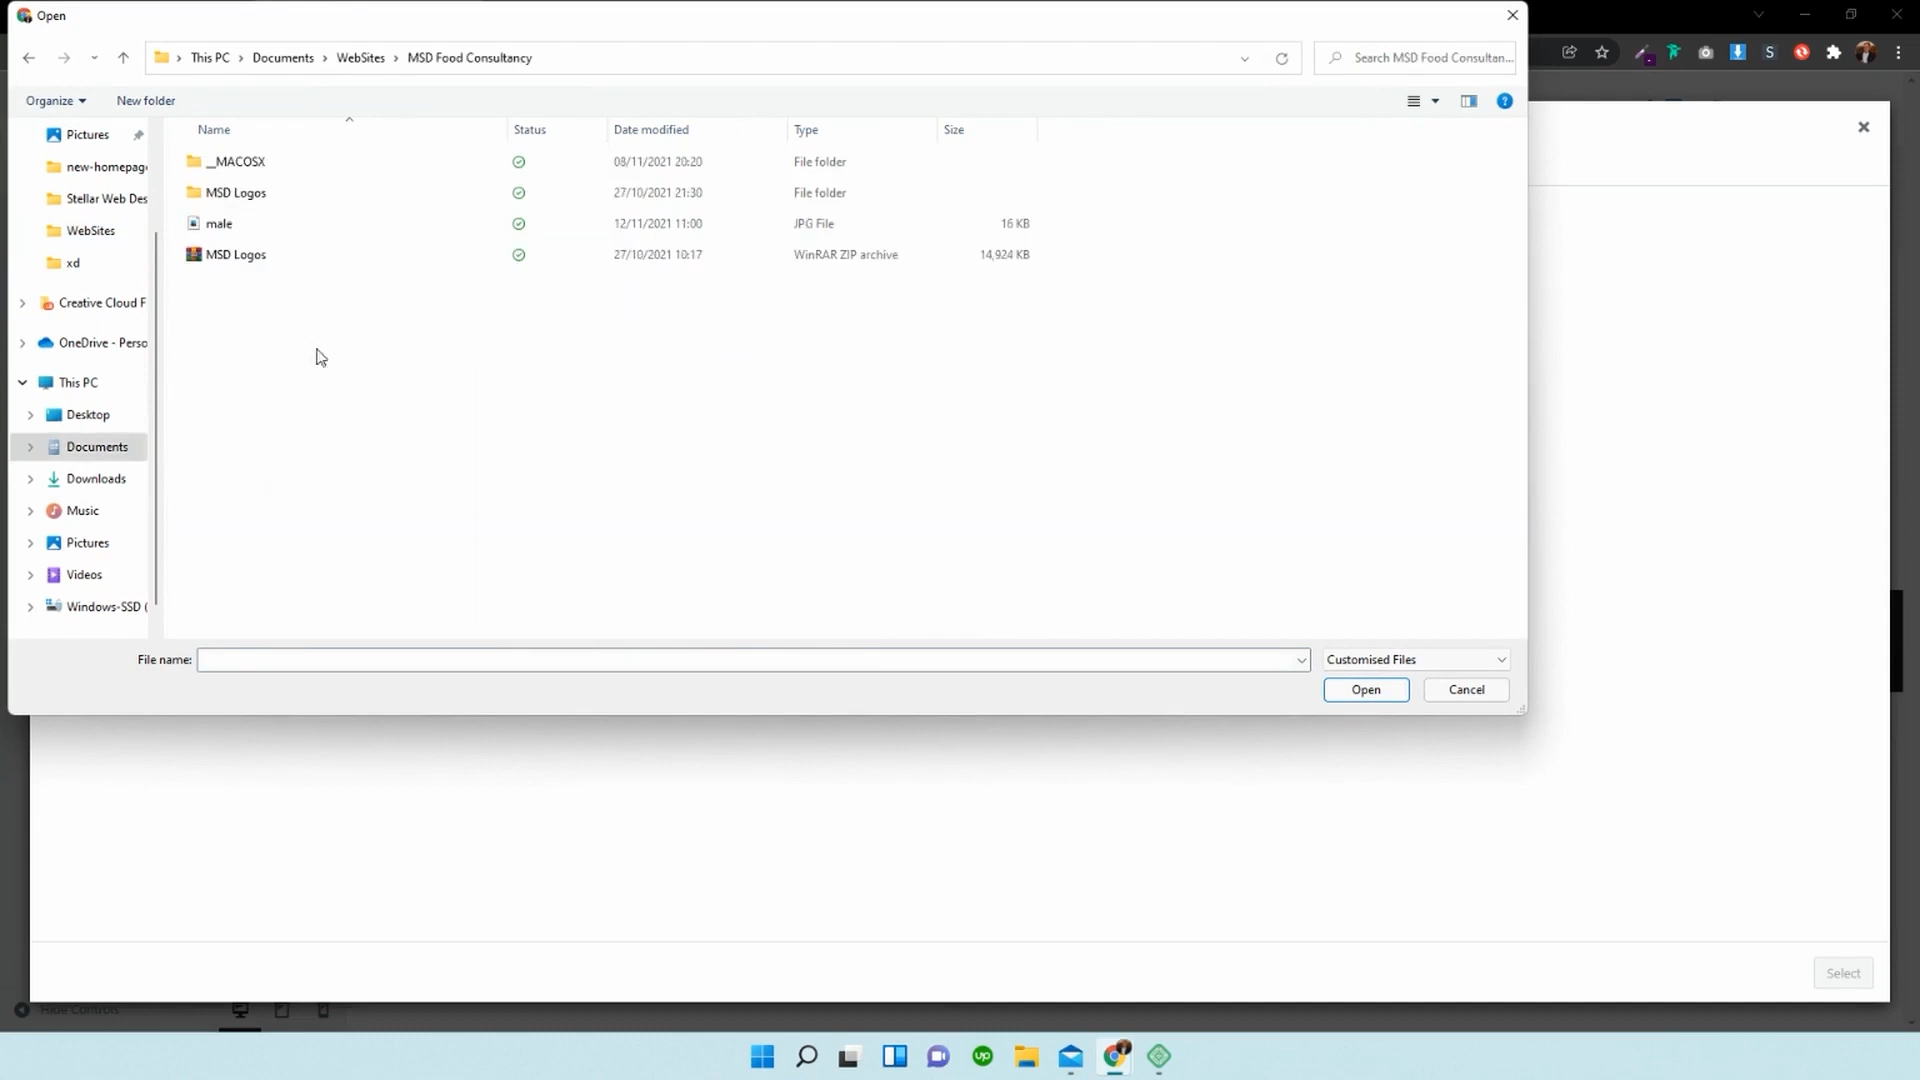 Open
This PC > Documents > WebSites > MSD Food Consultancy
Search MSD Food Consultan...
Organize
New folder
Name
Status
Date modified
Type
Size
Pictures
new-homepag
Stellar Web Des
WebSites
xd
Creative Cloud F
OneDrive - Perso
This PC
Desktop
Documents
Downloads
Music
Pictures
Videos
Windows-SSD (
__MACOSX 08/11/2021 20:20 File folder
MSD Logos 27/10/2021 21:30 File folder
male 12/11/2021 11:00 JPG File 16 KB
MSD Logos 27/10/2021 10:17 WinRAR ZIP archive 14,924 KB
File name:
Customised Files
Open
Cancel
Select
Hide Controls